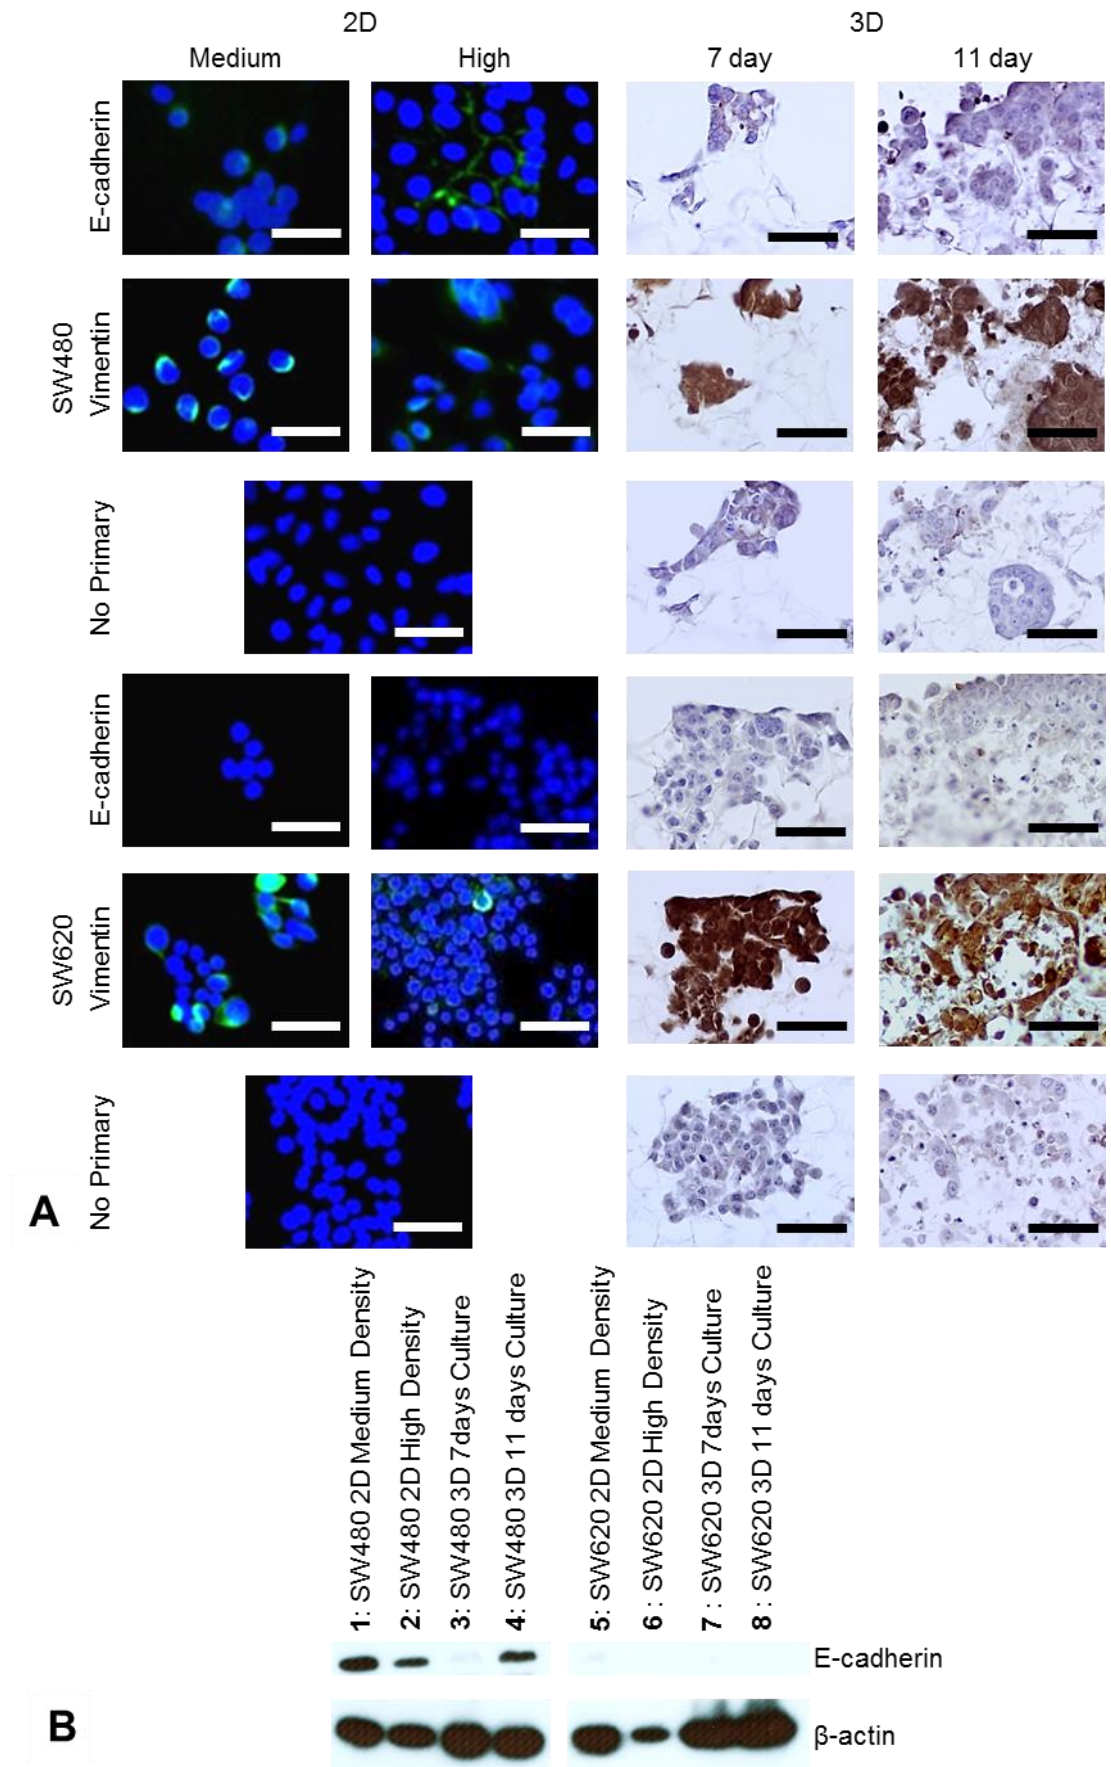 2D 3D
Medium High 7 day 11 day
E-cadherin
SW480
Vimentin
No Primary
E-cadherin
SW620
Vimentin
No Primary
A
1: SW480 2D Medium Density
2: SW480 2D High Density
3: SW480 3D 7days Culture
4: SW480 3D 11 days Culture
5: SW620 2D Medium Density
6 : SW620 2D High Density
7 : SW620 3D 7days Culture
8 : SW620 3D 11 days Culture
E-cadherin
B
β-actin